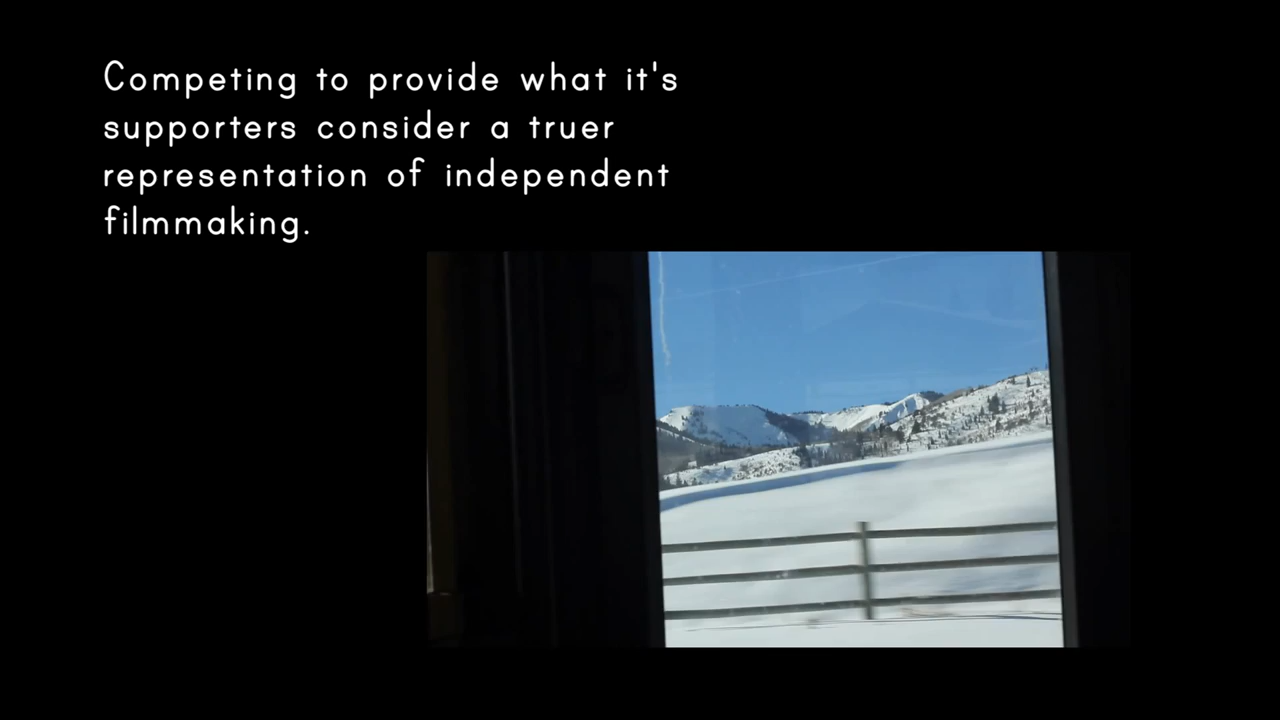 Competing to provide what it's
supporters consider a truer
representation of independent
filmmaking.